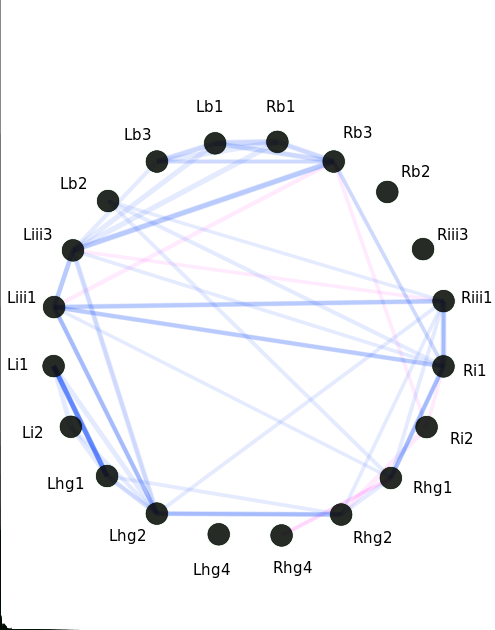 Lb1
Rb1
Lb3
Rb3
Rb2
Lb2
Riii3
Liii3
Liii1
Riii1
Li1
Ri1
Li2
Ri2
Lhg1
Rhg1
Lhg2
Rhg2
Lhg4
Rhg4